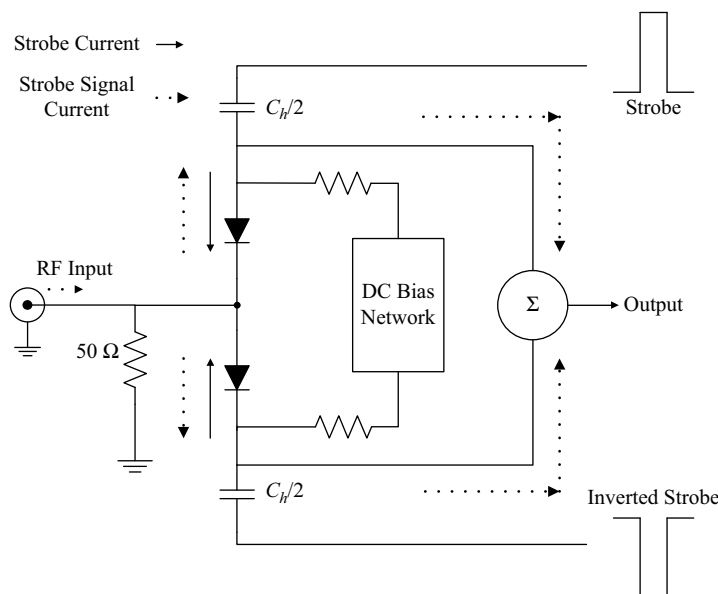 Strobe Current
Strobe Signal
Current
C_h/2
Strobe
RF Input
DC Bias
Network
Σ
Output
50 Ω
C_h/2
Inverted Strobe